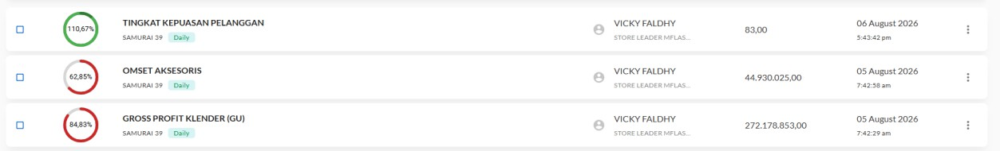 110,67%
TINGKAT KEPUASAN PELANGGAN
SAMURAI 39 Daily
VICKY FALDHY
STORE LEADER MFLAS...
83,00
06 August 2026
5:43:42 pm
62,85%
OMSET AKSESORIS
SAMURAI 39 Daily
VICKY FALDHY
STORE LEADER MFLAS...
44.930.025,00
05 August 2026
7:42:58 am
84,83%
GROSS PROFIT KLENDER (GU)
SAMURAI 39 Daily
VICKY FALDHY
STORE LEADER MFLAS...
272.178.853,00
05 August 2026
7:42:29 am